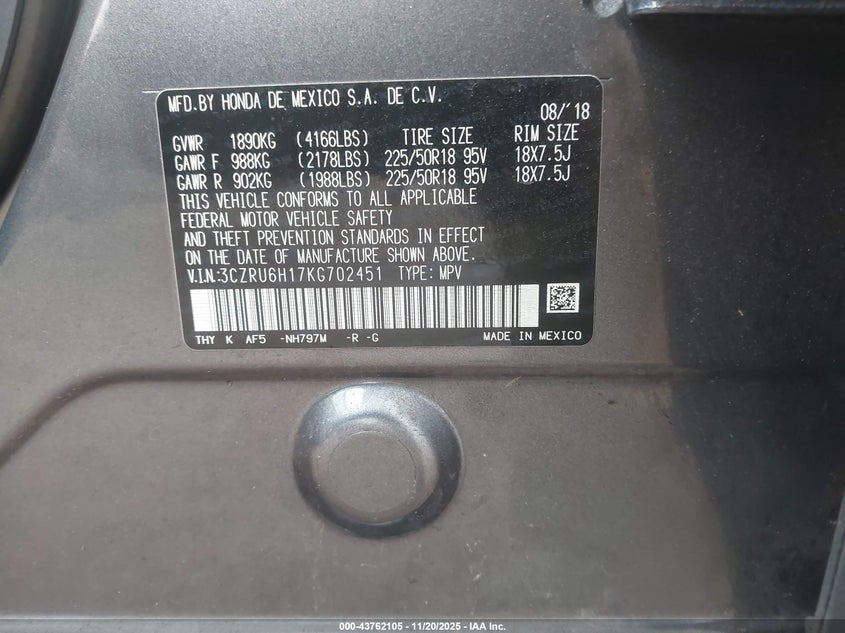 MFD.BY HONDA DE MEXICO S.A. DE C.V.
08/'18
GVWR 1890KG (4166LBS) TIRE SIZE RIM SIZE
GAWR F 988KG (2178LBS) 225/50R18 95V 18X7.5J
GAWR R 902KG (1988LBS) 225/50R18 95V 18X7.5J
THIS VEHICLE CONFORMS TO ALL APPLICABLE
FEDERAL MOTOR VEHICLE SAFETY
AND THEFT PREVENTION STANDARDS IN EFFECT
ON THE DATE OF MANUFACTURE SHOWN ABOVE.
V.I.N.:3CZRU6H17KG702451 TYPE: MPV
THY K AF5 -NH797M -R -G MADE IN MEXICO
000-43762105 - 11/20/2025 - IAA Inc.